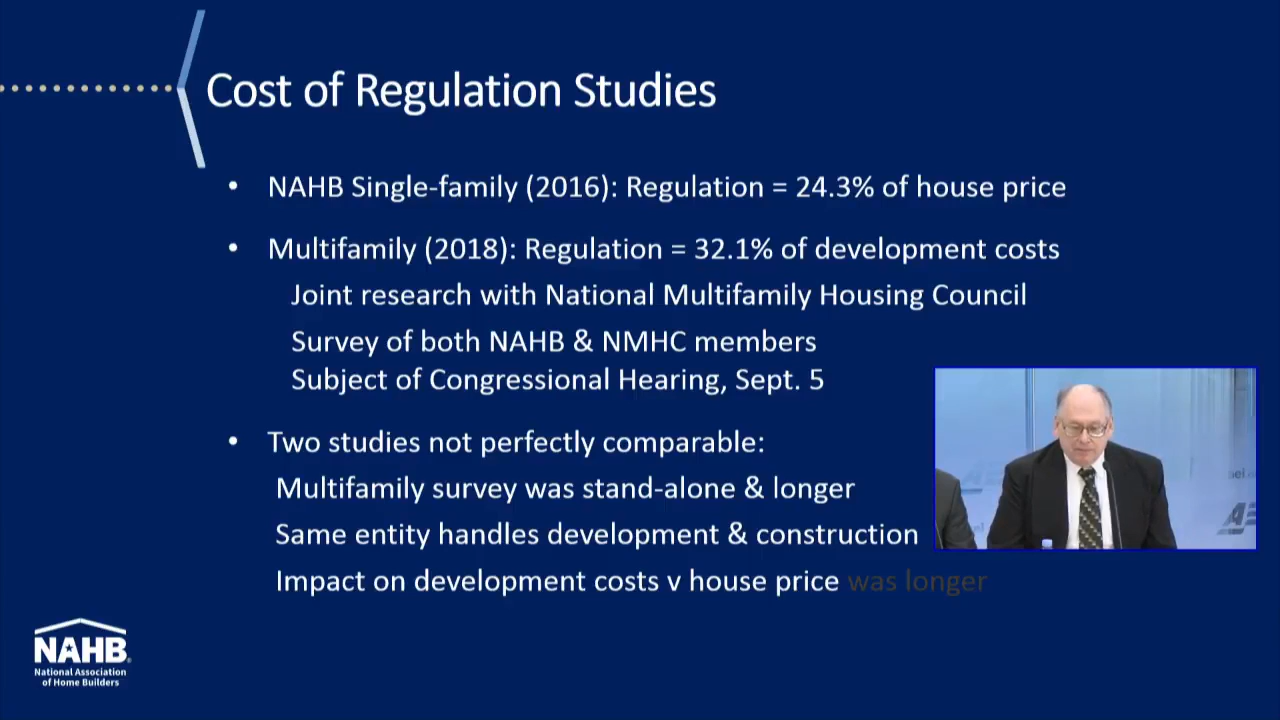 Cost of Regulation Studies
• NAHB Single-family (2016): Regulation = 24.3% of house price
• Multifamily (2018): Regulation = 32.1% of development costs
Joint research with National Multifamily Housing Council
Survey of both NAHB & NMHC members
Subject of Congressional Hearing, Sept. 5
• Two studies not perfectly comparable:
Multifamily survey was stand-alone & longer
Same entity handles development & construction
Impact on development costs v house price was longer
NAHB®
National Association
of Home Builders